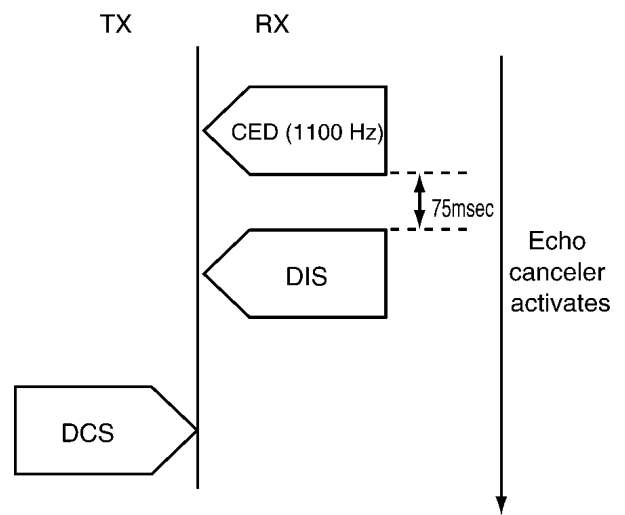 TX
RX
CED (1100 Hz)
75msec
DIS
Echo
canceler
activates
DCS